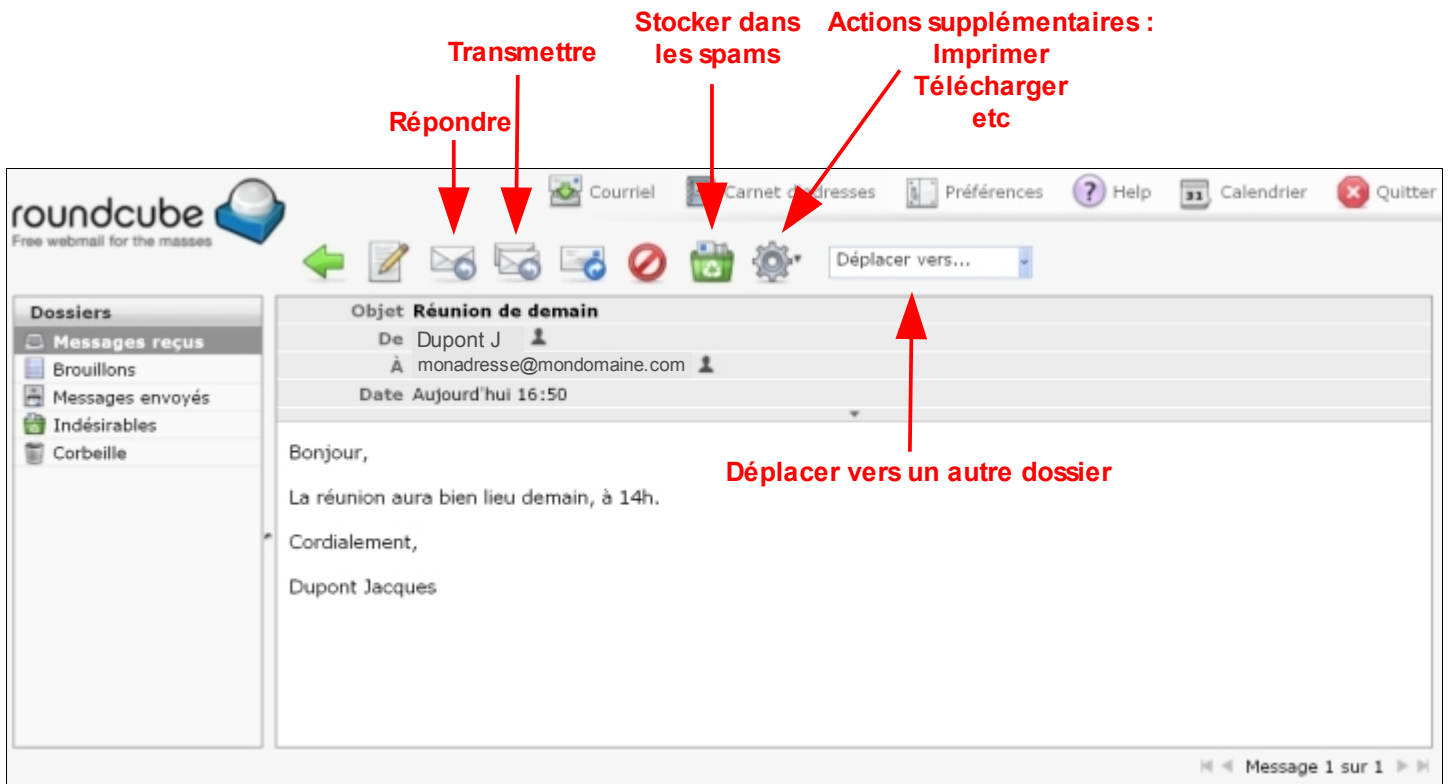 Stocker dans
les spams
Actions supplémentaires :
Imprimer
Télécharger
etc
Transmettre
Répondre
roundcube
Free webmail for the masses
Courriel
Carnet d'adresses
Préférences
? Help
31 Calendrier
Quitter
Déplacer vers...
Dossiers
Messages reçus
Brouillons
Messages envoyés
Indésirables
Corbeille
Objet Réunion de demain
De Dupont J
À monadresse@mondomaine.com
Date Aujourd'hui 16:50
Bonjour,
La réunion aura bien lieu demain, à 14h.
Cordialement,
Dupont Jacques
Déplacer vers un autre dossier
Message 1 sur 1